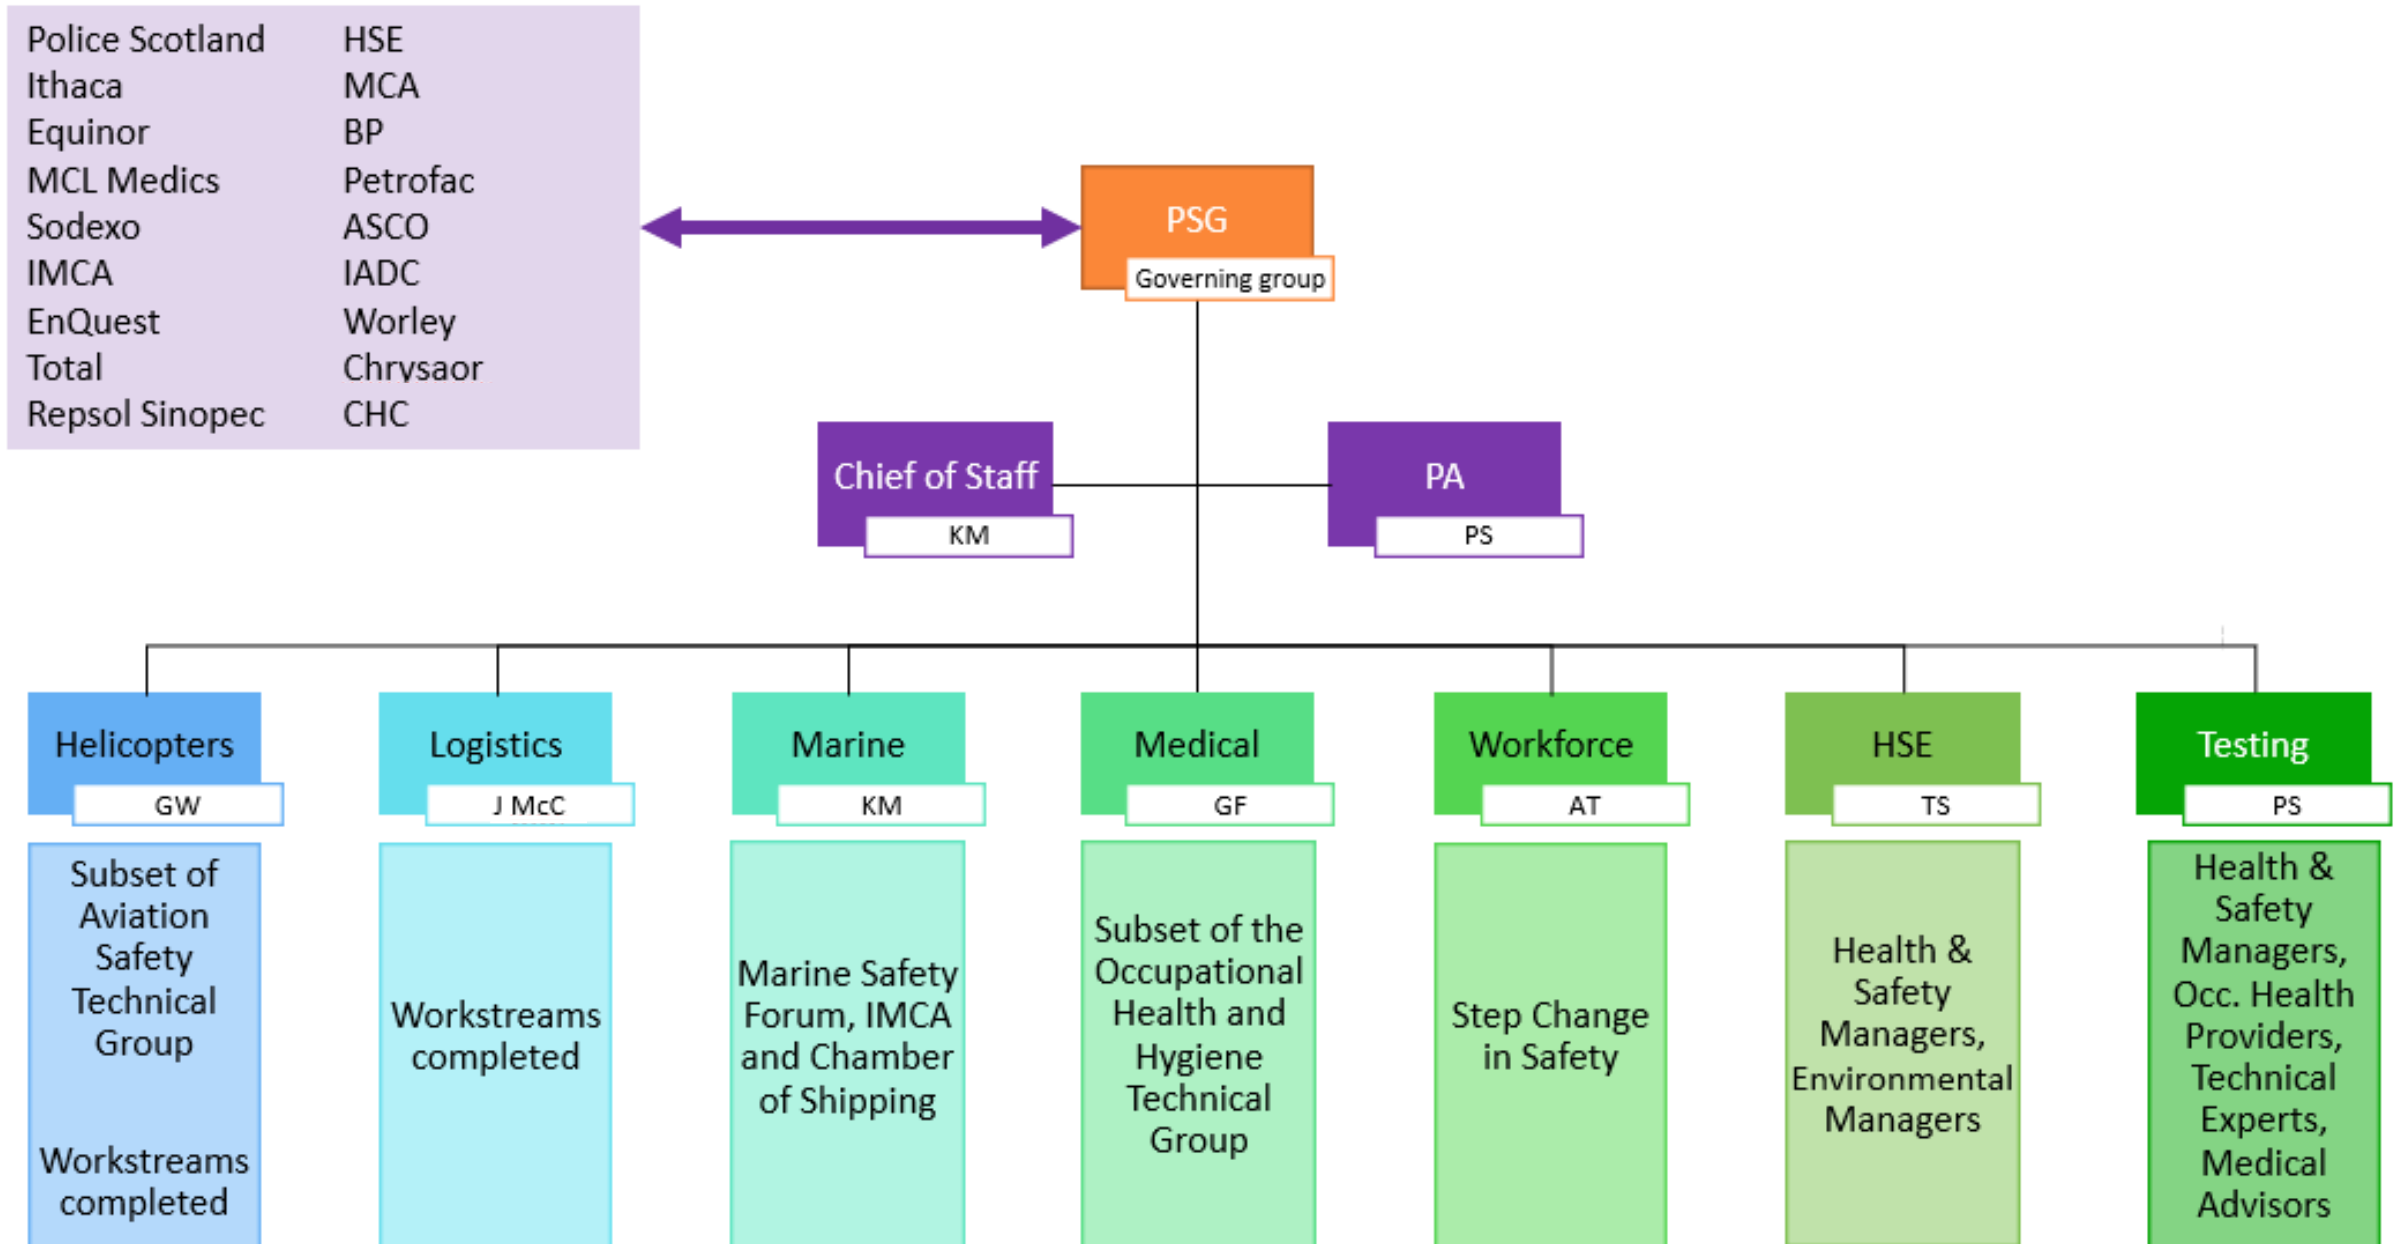 Police Scotland
Ithaca
Equinor
MCL Medics
Sodexo
IMCA
EnQuest
Total
Repsol Sinopec
HSE
MCA
BP
Petrofac
ASCO
IADC
Worley
Chrysaor
CHC
PSG
Governing group
Chief of Staff
KM
PA
PS
Helicopters
GW
Subset of
Aviation
Safety
Technical
Group
Workstreams
completed
Logistics
J McC
Workstreams
completed
Marine
KM
Marine Safety
Forum, IMCA
and Chamber
of Shipping
Medical
GF
Subset of the
Occupational
Health and
Hygiene
Technical
Group
Workforce
AT
Step Change
in Safety
HSE
TS
Health &
Safety
Managers,
Environmental
Managers
Testing
PS
Health &
Safety
Managers,
Occ. Health
Providers,
Technical
Experts,
Medical
Advisors